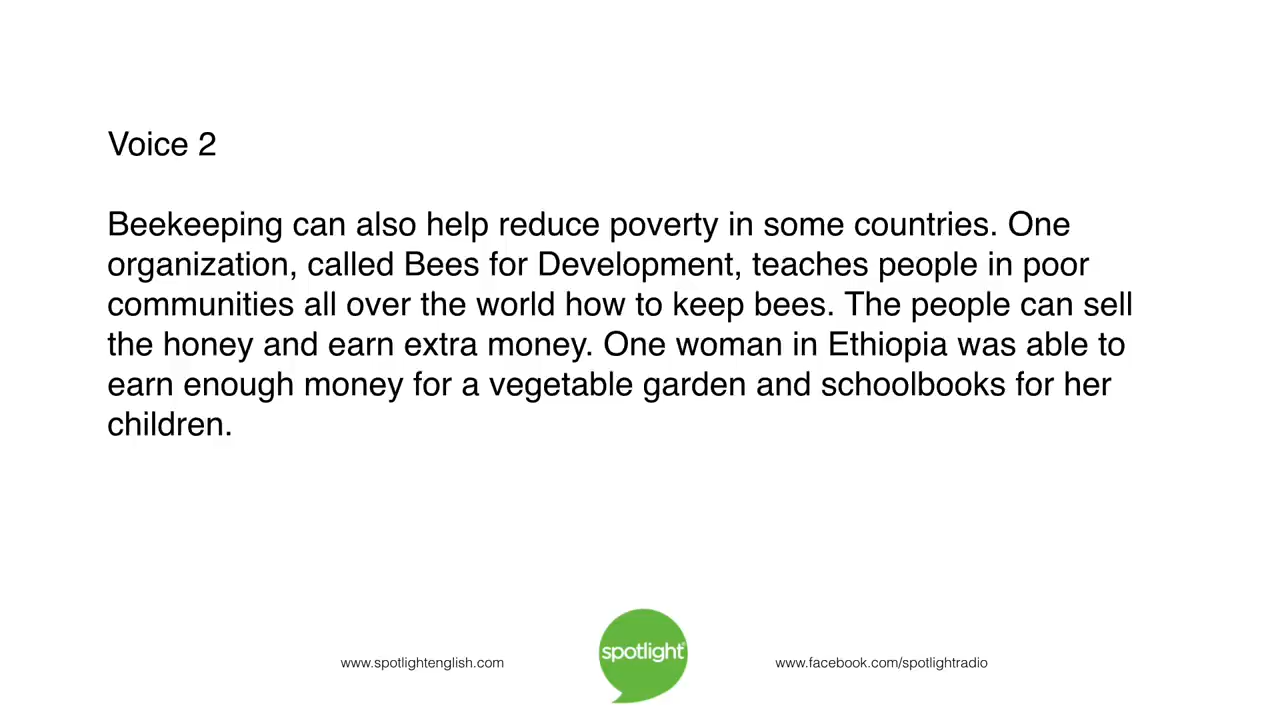 Voice 2
Beekeeping can also help reduce poverty in some countries. One
organization, called Bees for Development, teaches people in poor
communities all over the world how to keep bees. The people can sell
the honey and earn extra money. One woman in Ethiopia was able to
earn enough money for a vegetable garden and schoolbooks for her
children.
www.spotlightenglish.com
spotlight
www.facebook.com/spotlightradio